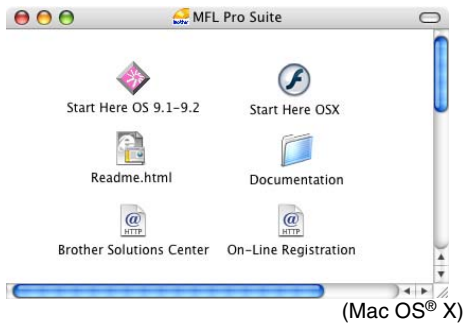 MFL Pro Suite
Start Here OS 9.1-9.2 Start Here OSX
Readme.html Documentation
HTTP HTTP
Brother Solutions Center On-Line Registration
(Mac OS® X)